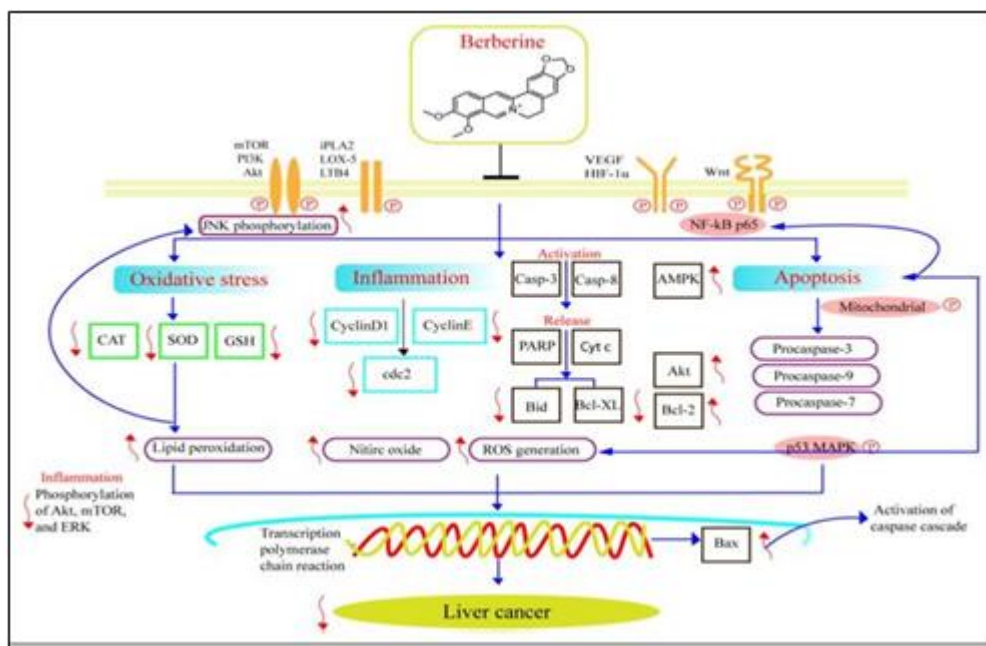 Berberine
O
O
O
O
N+
mTOR
PI3K
Akt
iPLA2
LOX-5
LTB4
VEGF
HIF-1α
Wnt
P
P
P
P
P
P
P
JNK phosphorylation
NF-kB p65
Oxidative stress
Inflammation
Activation
Casp-3
Casp-8
AMPK
Apoptosis
Mitochondrial
P
CAT
SOD
GSH
CyclinD1
CyclinE
cdc2
Release
PARP
Cyt c
Bid
Bcl-XL
Akt
Bcl-2
Procaspase-3
Procaspase-9
Procaspase-7
Lipid peroxidation
Nitirc oxide
ROS generation
p53 MAPK
P
Inflammation
Phosphorylation
of Akt, mTOR,
and ERK
Transcription
polymerase
chain reaction
Bax
Activation of
caspase cascade
Liver cancer